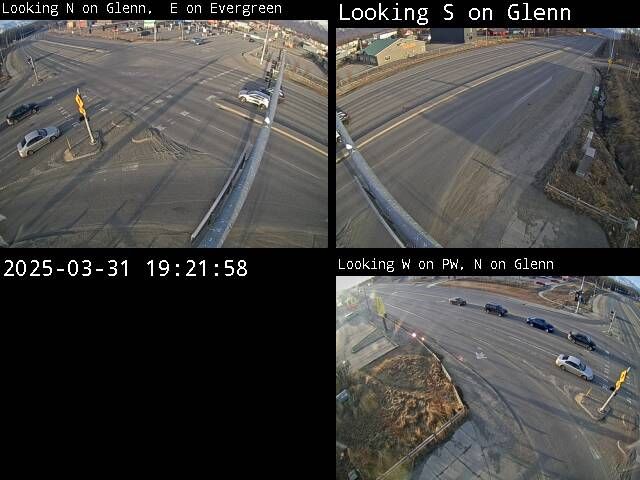 Looking N on Glenn, E on Evergreen
Looking S on Glenn
2025-03-31 19:21:58
Looking W on PW, N on Glenn